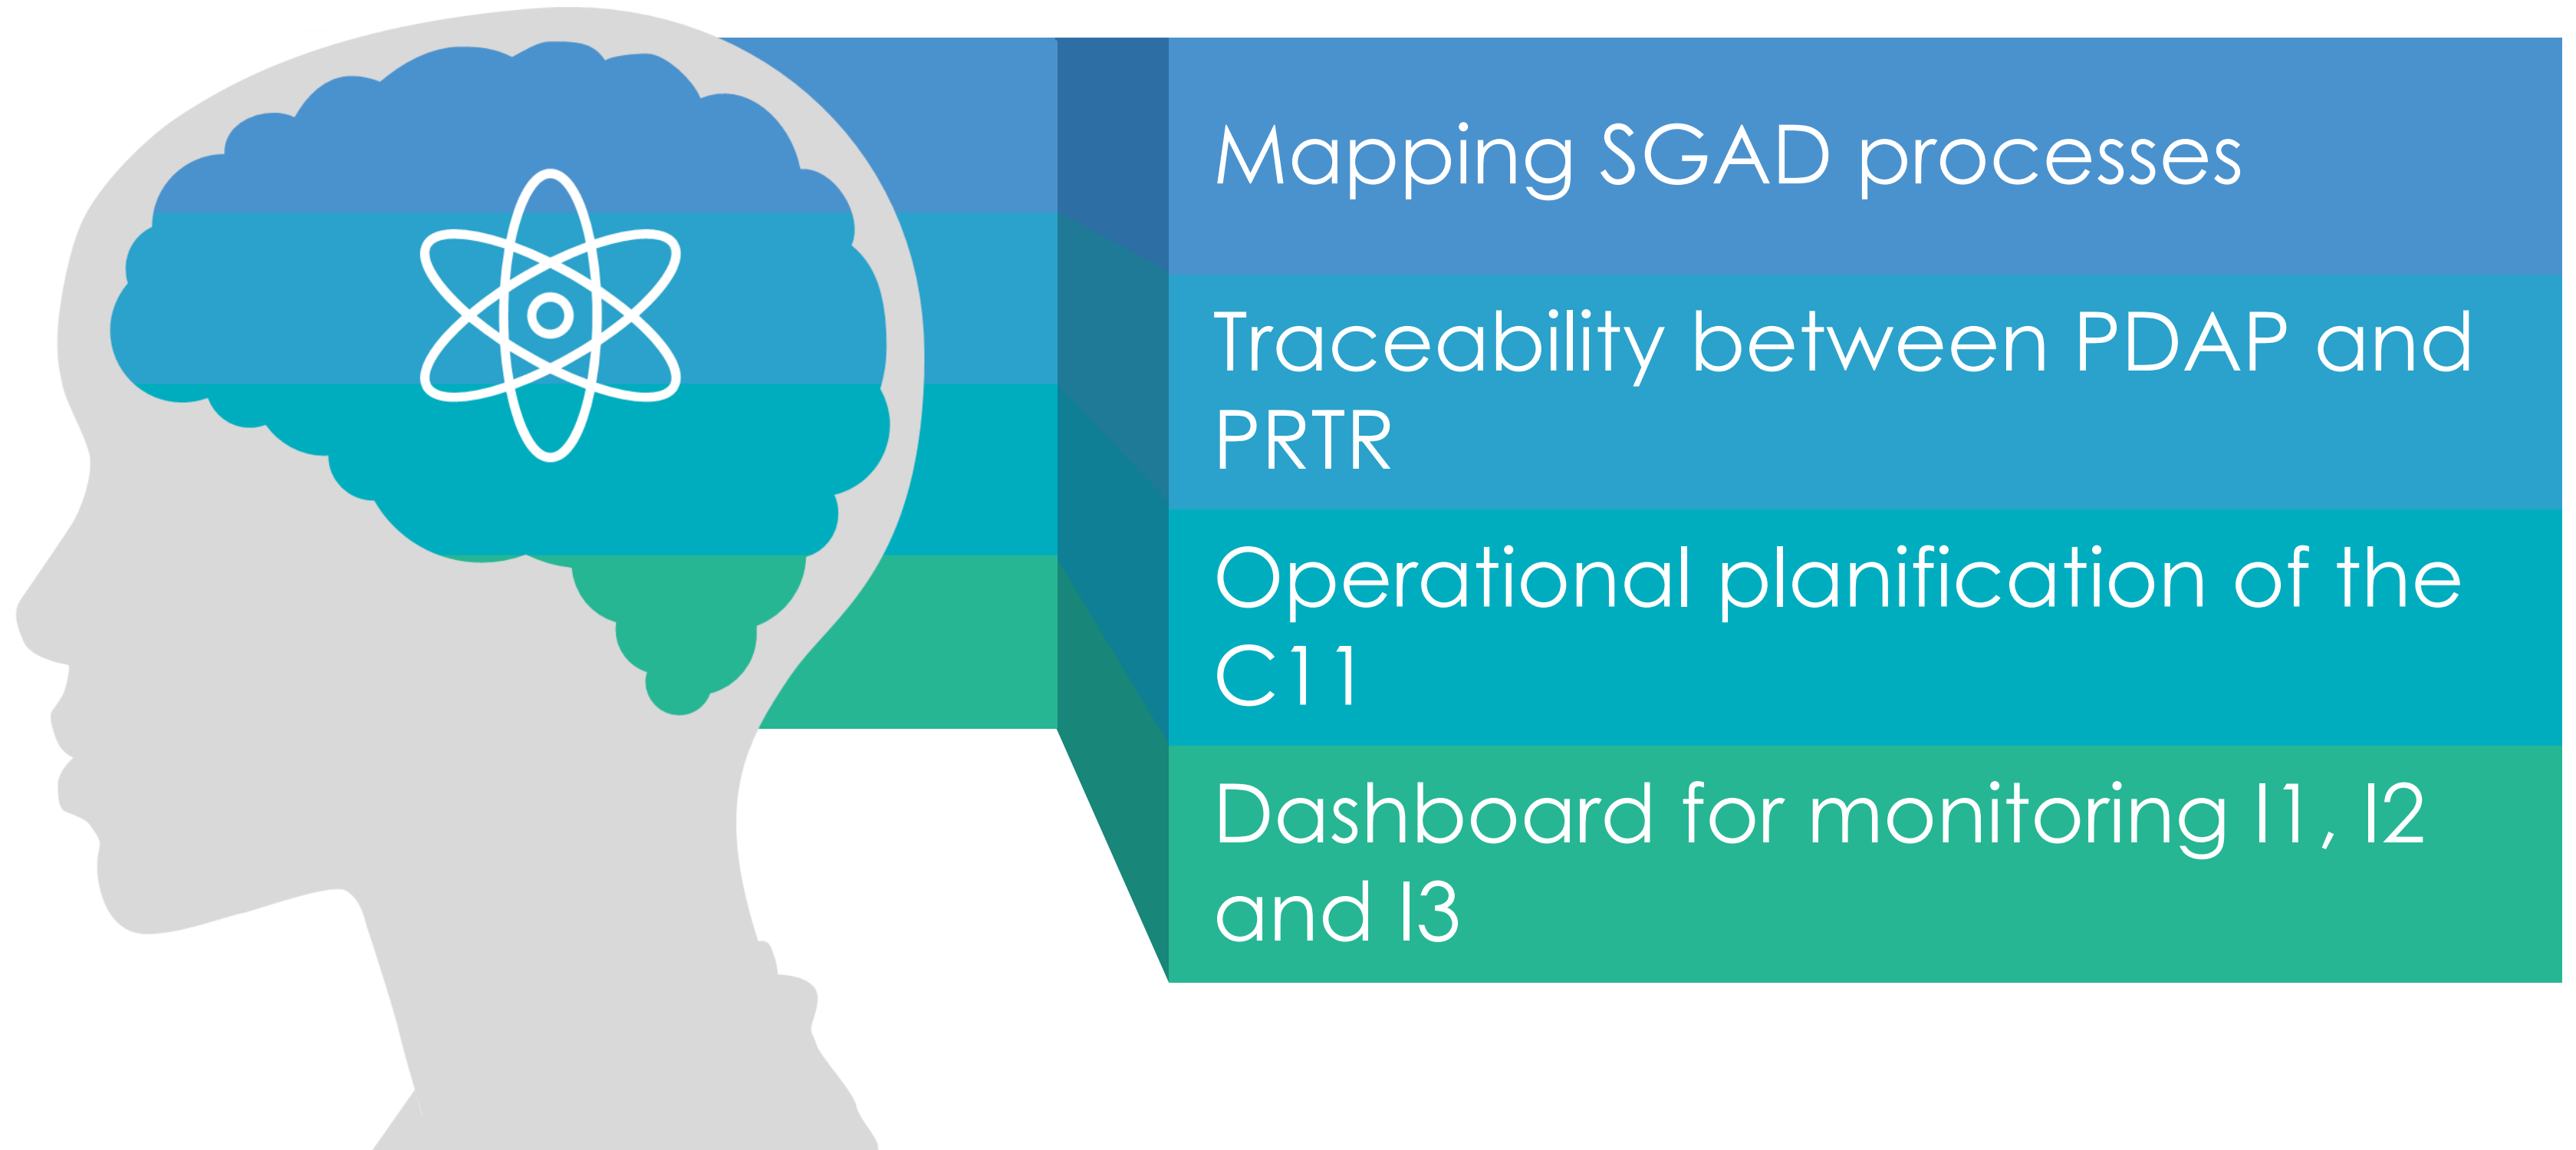 Mapping SGAD processes
Traceability between PDAP and
PRTR
Operational planification of the
C11
Dashboard for monitoring I1, I2
and I3